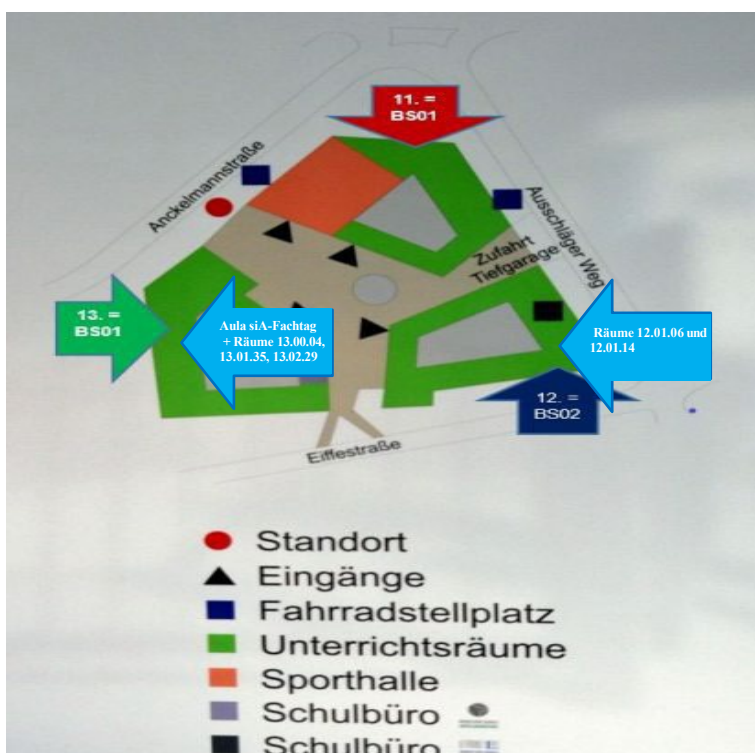 11. =
BS01
Anckelmannstraße
Ausschläger Weg
Zufahrt
Tiefgarage
13. =
BS01
Aula siA-Fachtag
+ Räume 13.00.04,
13.01.35, 13.02.29
Räume 12.01.06 und
12.01.14
12. =
BS02
Eiffestraße
Standort
Eingänge
Fahrradstellplatz
Unterrichtsräume
Sporthalle
Schulbüro
Schulbüro